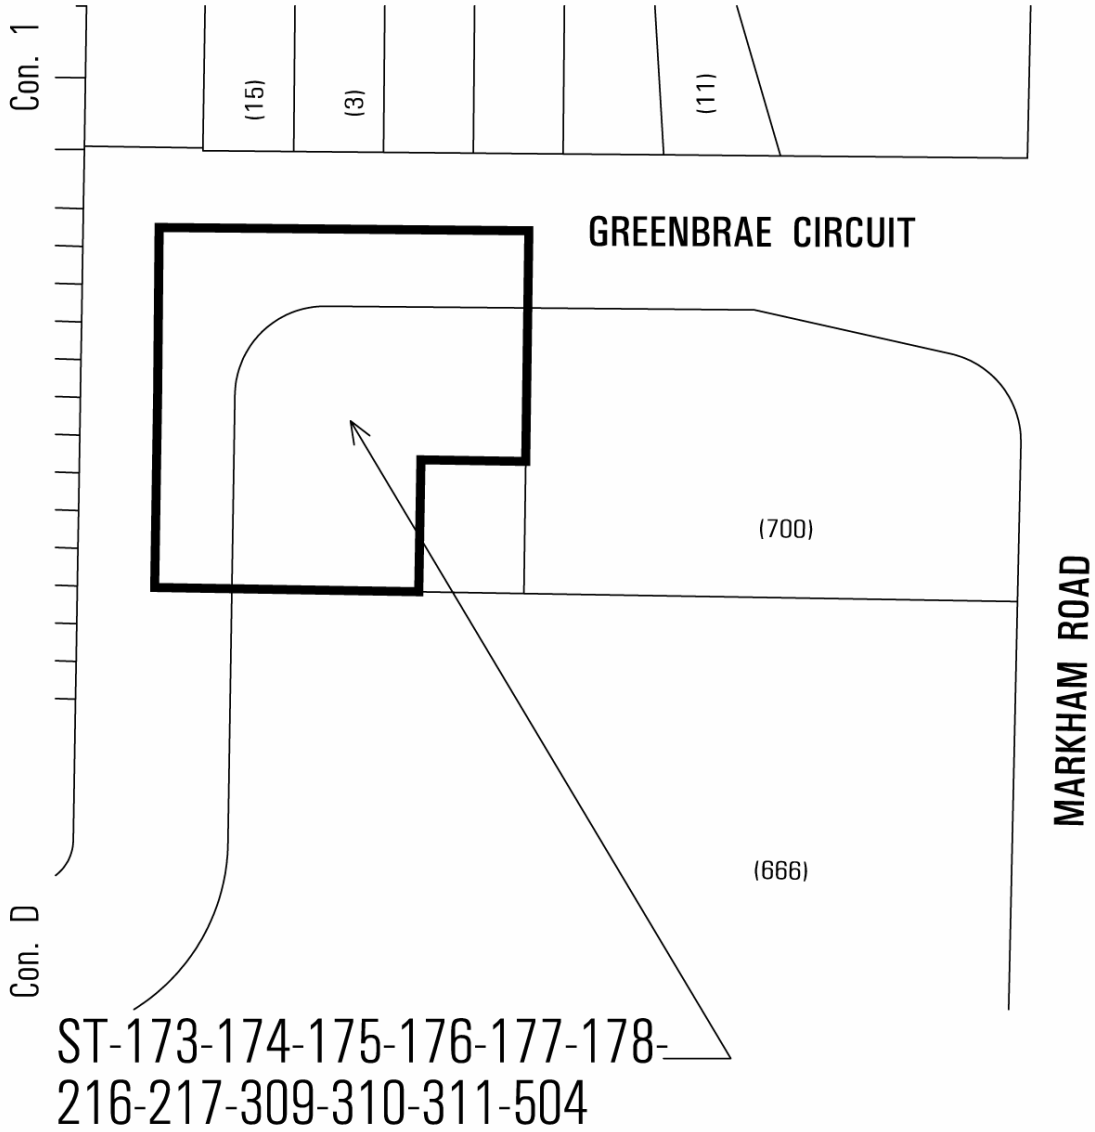 Con. 1
(15)
(3)
(11)
GREENBRAE CIRCUIT
(700)
MARKHAM ROAD
(666)
Con. D
ST-173-174-175-176-177-178-
216-217-309-310-311-504